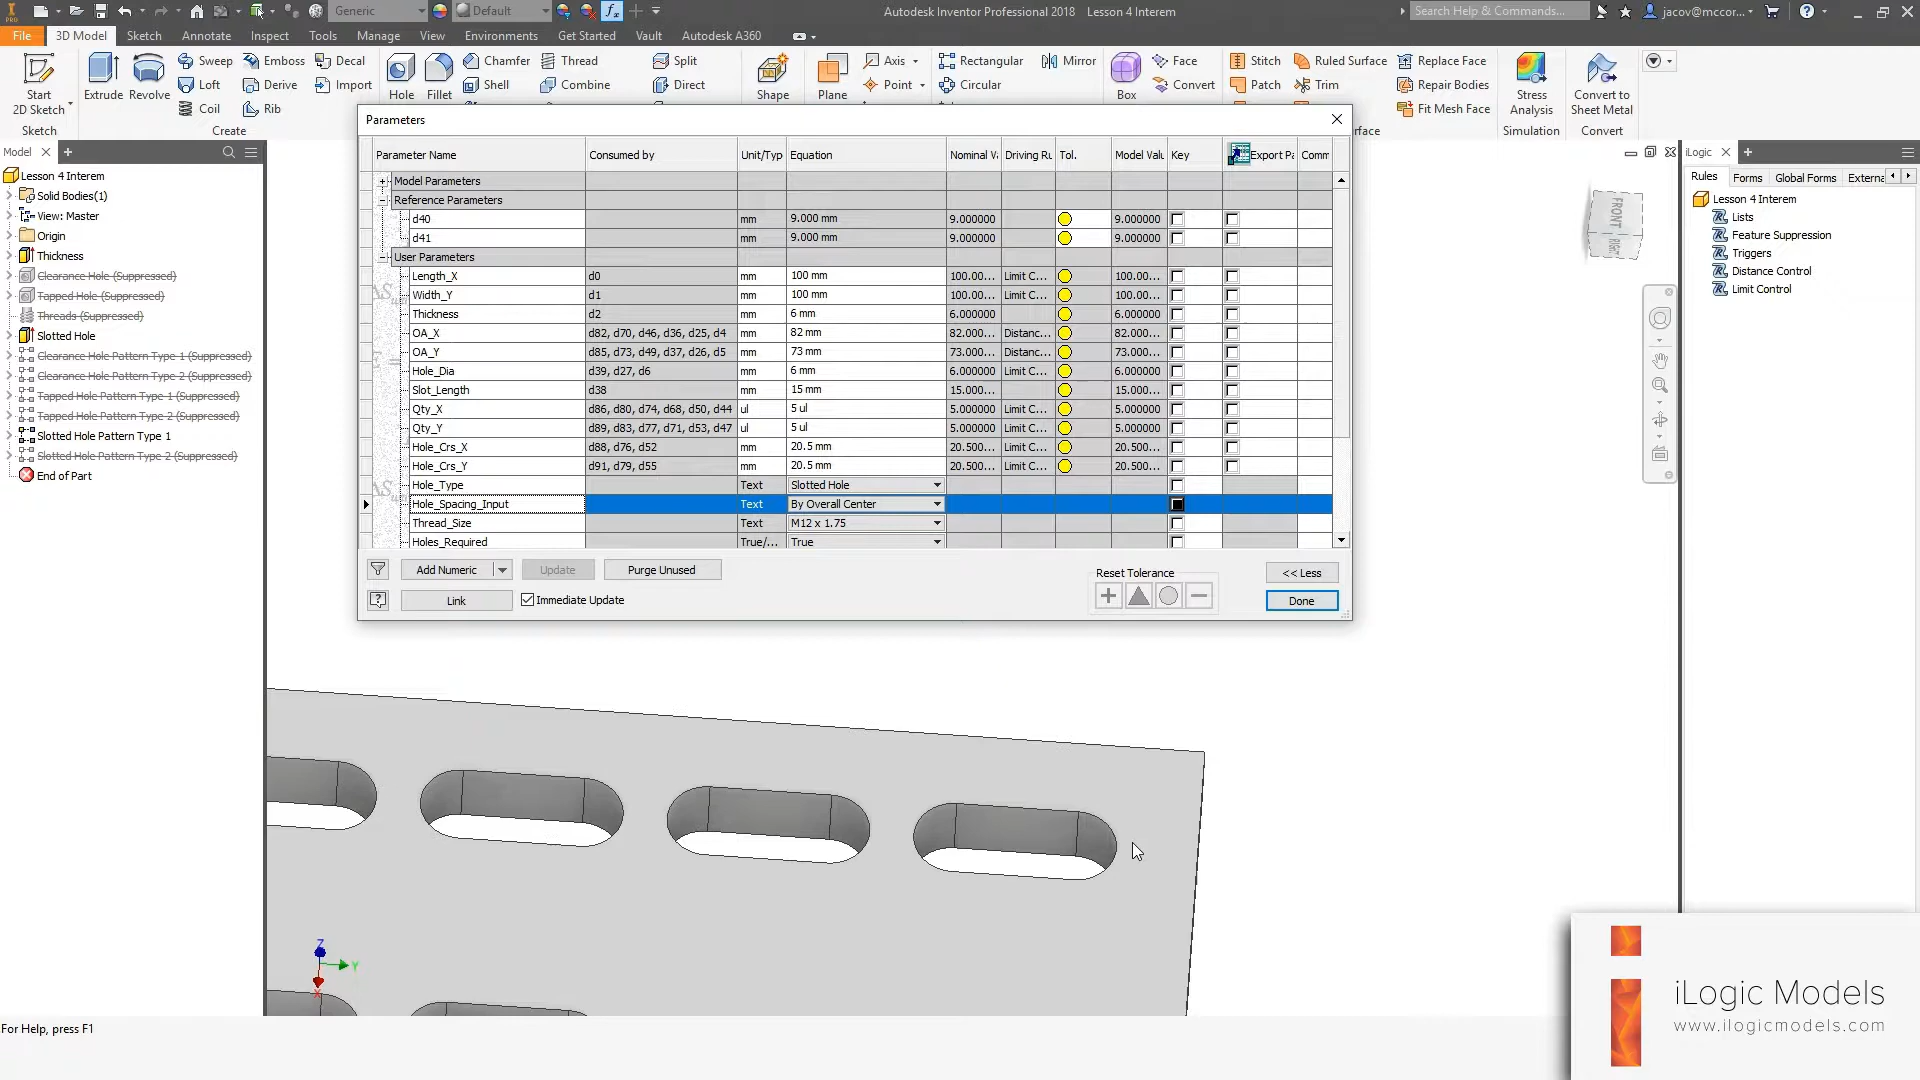 Generic
Default
Autodesk Inventor Professional 2018 Lesson 4 Interem
Search Help & Commands...
jacov@mccor...
File 3D Model Sketch Annotate Inspect Tools Manage View Environments Get Started Vault Autodesk A360
Start 2D Sketch
Sketch
Extrude Revolve
Sweep Emboss Decal
Loft Derive Import
Coil Rib
Create
Hole Fillet
Chamfer Thread Split
Shell Combine Direct
Shape
Plane
Axis
Point
Rectangular Mirror
Circular
Box
Face
Convert
Stitch Ruled Surface Replace Face
Patch Trim Repair Bodies
Fit Mesh Face
rface
Stress Analysis
Simulation
Convert to Sheet Metal
Convert
Parameters
Parameter Name Consumed by Unit/Typ Equation Nominal V Driving Ru Tol. Model Valu Key Export Pa Comm
Model Parameters
Reference Parameters
d40 mm 9.000 mm 9.000000 9.000000
d41 mm 9.000 mm 9.000000 9.000000
User Parameters
Length_X d0 mm 100 mm 100.00... Limit C... 100.00...
Width_Y d1 mm 100 mm 100.00... Limit C... 100.00...
Thickness d2 mm 6 mm 6.000000 6.000000
OA_X d82, d70, d46, d36, d25, d4 mm 82 mm 82.000... Distanc... 82.000...
OA_Y d85, d73, d49, d37, d26, d5 mm 73 mm 73.000... Distanc... 73.000...
Hole_Dia d39, d27, d6 mm 6 mm 6.000000 Limit C... 6.000000
Slot_Length d38 mm 15 mm 15.000... 15.000...
Qty_X d86, d80, d74, d68, d50, d44 ul 5 ul 5.000000 Limit C... 5.000000
Qty_Y d89, d83, d77, d71, d53, d47 ul 5 ul 5.000000 Limit C... 5.000000
Hole_Crs_X d88, d76, d52 mm 20.5 mm 20.500... Limit C... 20.500...
Hole_Crs_Y d91, d79, d55 mm 20.5 mm 20.500... Limit C... 20.500...
Hole_Type Text Slotted Hole
Hole_Spacing_Input Text By Overall Center
Thread_Size Text M12 x 1.75
Holes_Required True/... True
Add Numeric Update Purge Unused
Link Immediate Update
Reset Tolerance
<< Less
Done
Model
Lesson 4 Interem
Solid Bodies(1)
View: Master
Origin
Thickness
Clearance Hole (Suppressed)
Tapped Hole (Suppressed)
Threads (Suppressed)
Slotted Hole
Clearance Hole Pattern Type 1 (Suppressed)
Clearance Hole Pattern Type 2 (Suppressed)
Tapped Hole Pattern Type 1 (Suppressed)
Tapped Hole Pattern Type 2 (Suppressed)
Slotted Hole Pattern Type 1
Slotted Hole Pattern Type 2 (Suppressed)
End of Part
iLogic
Rules Forms Global Forms Externa
Lesson 4 Interem
Lists
Feature Suppression
Triggers
Distance Control
Limit Control
FRONT
RIGHT
Z
Y
X
For Help, press F1
iLogic Models
www.ilogicmodels.com